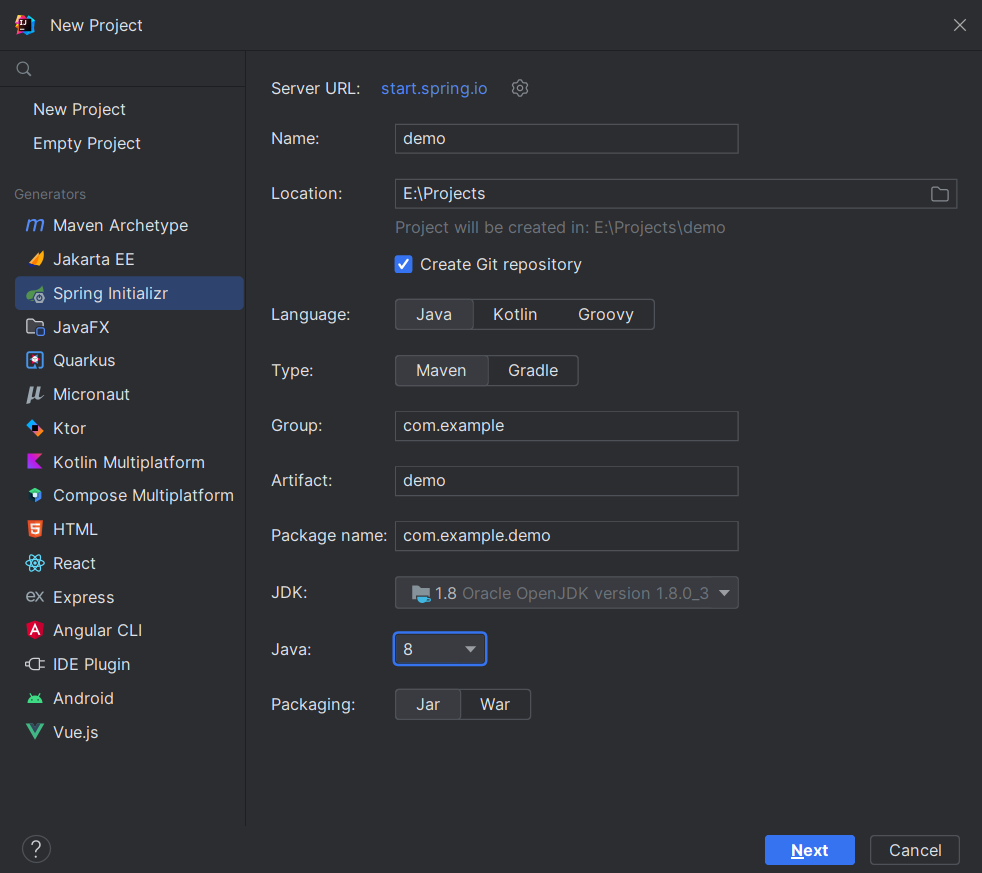 New Project
New Project
Empty Project
Generators
Maven Archetype
Jakarta EE
Spring Initializr
JavaFX
Quarkus
Micronaut
Ktor
Kotlin Multiplatform
Compose Multiplatform
HTML
React
Express
Angular CLI
IDE Plugin
Android
Vue.js
Server URL: start.spring.io
Name: demo
Location: E:\Projects
Project will be created in: E:\Projects\demo
Create Git repository
Language: Java Kotlin Groovy
Type: Maven Gradle
Group: com.example
Artifact: demo
Package name: com.example.demo
JDK: 1.8 Oracle OpenJDK version 1.8.0_3
Java: 8
Packaging: Jar War
? Next Cancel